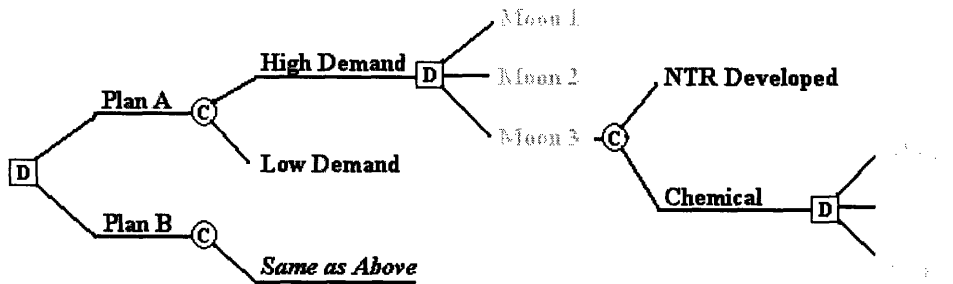 Moon 1
High Demand
D
Moon 2
NTR Developed
Plan A
C
Moon 3
C
Low Demand
D
Chemical
D
Plan B
C
Same as Above